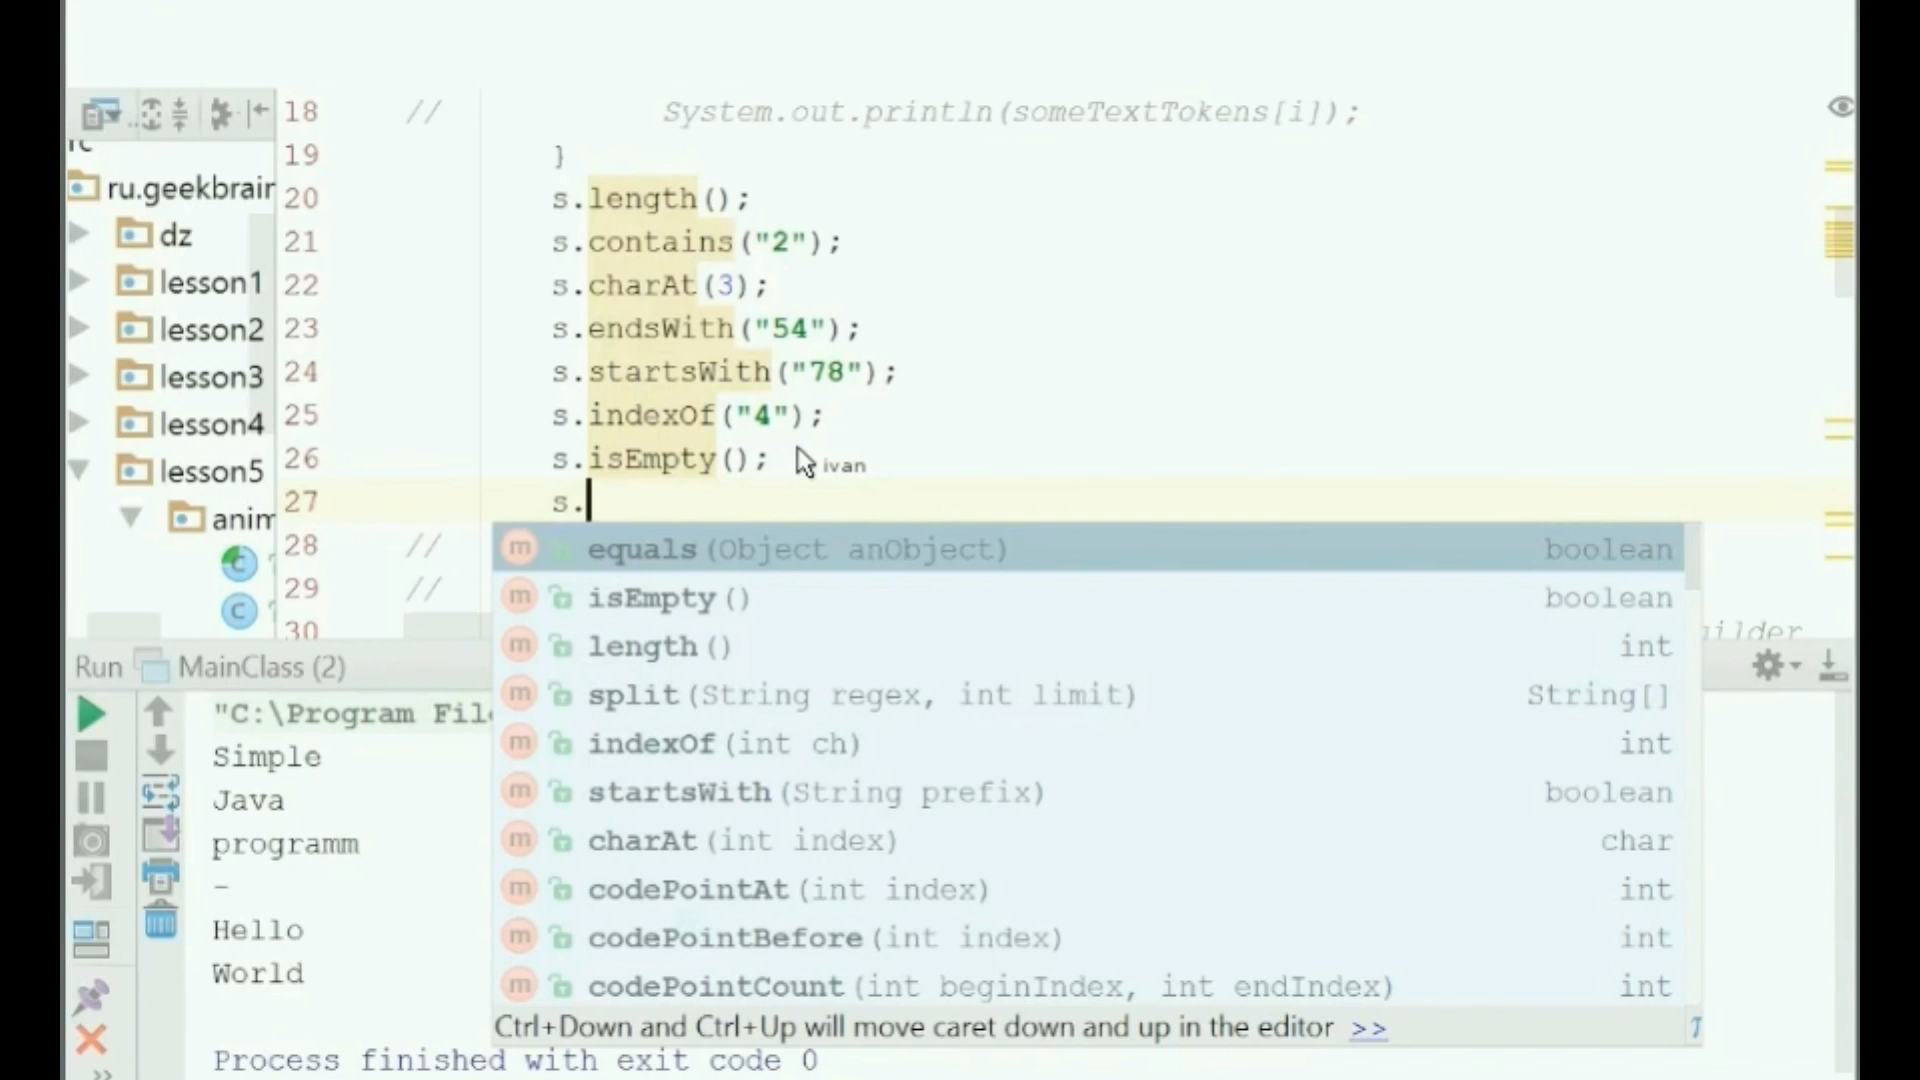 18 // System.out.println(someTextTokens[i]);
19 }
ru.geekbrain
20 s.length();
dz
21 s.contains("2");
lesson1
22 s.charAt(3);
lesson2
23 s.endsWith("54");
lesson3
24 s.startsWith("78");
lesson4
25 s.indexOf("4");
lesson5
26 s.isEmpty();
ivan
anim
27 s.
28 //
29 //
30
equals(Object anObject) boolean
isEmpty() boolean
length() int
split(String regex, int limit) String[]
indexOf(int ch) int
startsWith(String prefix) boolean
charAt(int index) char
codePointAt(int index) int
codePointBefore(int index) int
codePointCount(int beginIndex, int endIndex) int
Ctrl+Down and Ctrl+Up will move caret down and up in the editor >>
Run MainClass (2)
"C:\Program Fil
Simple
Java
programm
-
Hello
World
Process finished with exit code 0